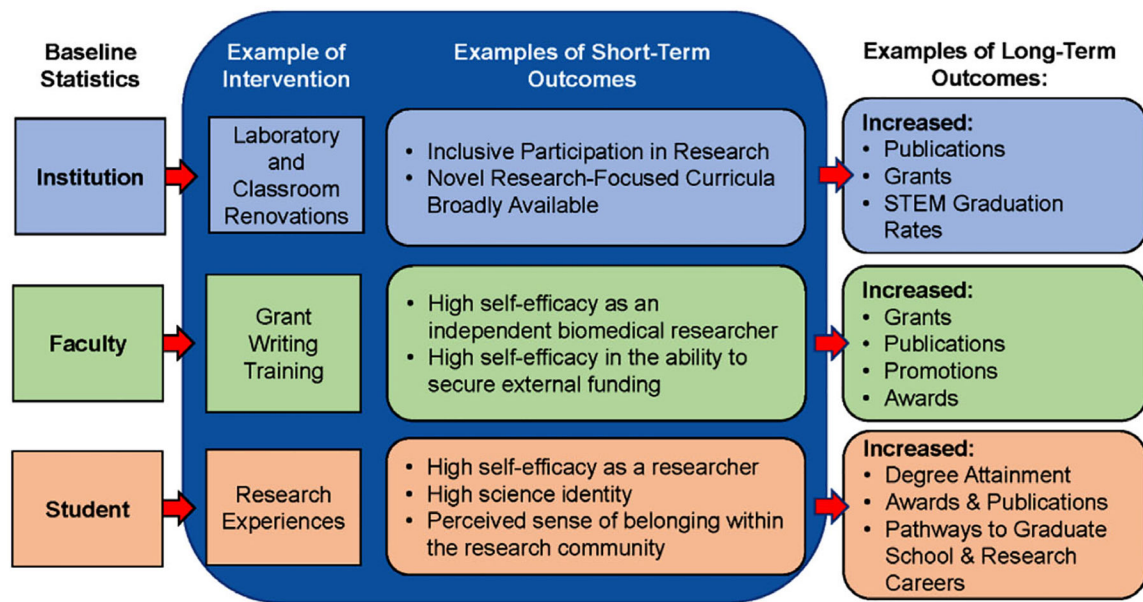 Baseline
Statistics
Example of
Intervention
Examples of Short-Term
Outcomes
Examples of Long-Term
Outcomes:
Institution
Laboratory
and
Classroom
Renovations
• Inclusive Participation in Research
• Novel Research-Focused Curricula
Broadly Available
Increased:
• Publications
• Grants
• STEM Graduation
Rates
Faculty
Grant
Writing
Training
• High self-efficacy as an
independent biomedical researcher
• High self-efficacy in the ability to
secure external funding
Increased:
• Grants
• Publications
• Promotions
• Awards
Student
Research
Experiences
• High self-efficacy as a researcher
• High science identity
• Perceived sense of belonging within
the research community
Increased:
• Degree Attainment
• Awards & Publications
• Pathways to Graduate
School & Research
Careers